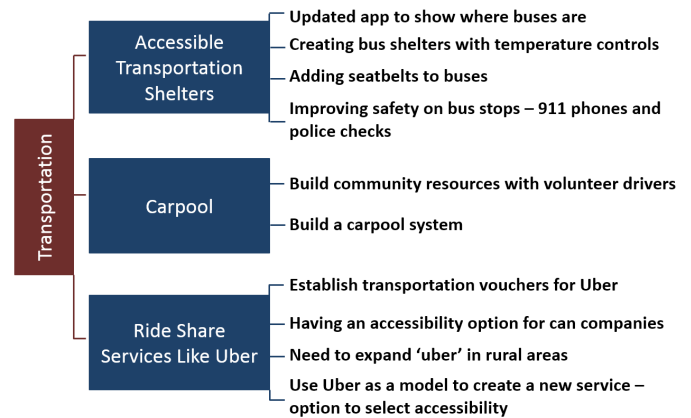 Transportation
Accessible
Transportation
Shelters
Updated app to show where buses are
Creating bus shelters with temperature controls
Adding seatbelts to buses
Improving safety on bus stops – 911 phones and
police checks
Carpool
Build community resources with volunteer drivers
Build a carpool system
Ride Share
Services Like Uber
Establish transportation vouchers for Uber
Having an accessibility option for can companies
Need to expand ‘uber’ in rural areas
Use Uber as a model to create a new service –
option to select accessibility